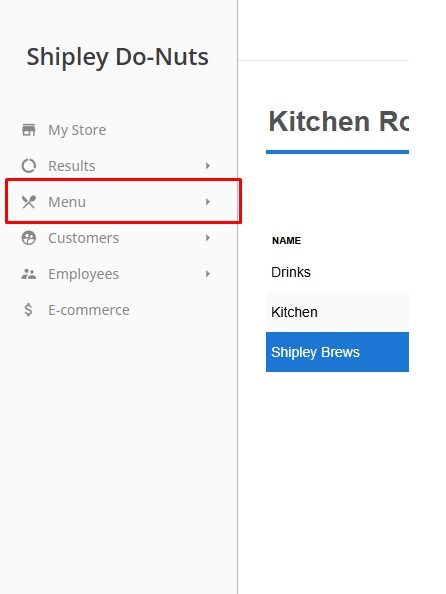 Shipley Do-Nuts
My Store
Results
Menu
Customers
Employees
E-commerce
Kitchen Ro
NAME
Drinks
Kitchen
Shipley Brews